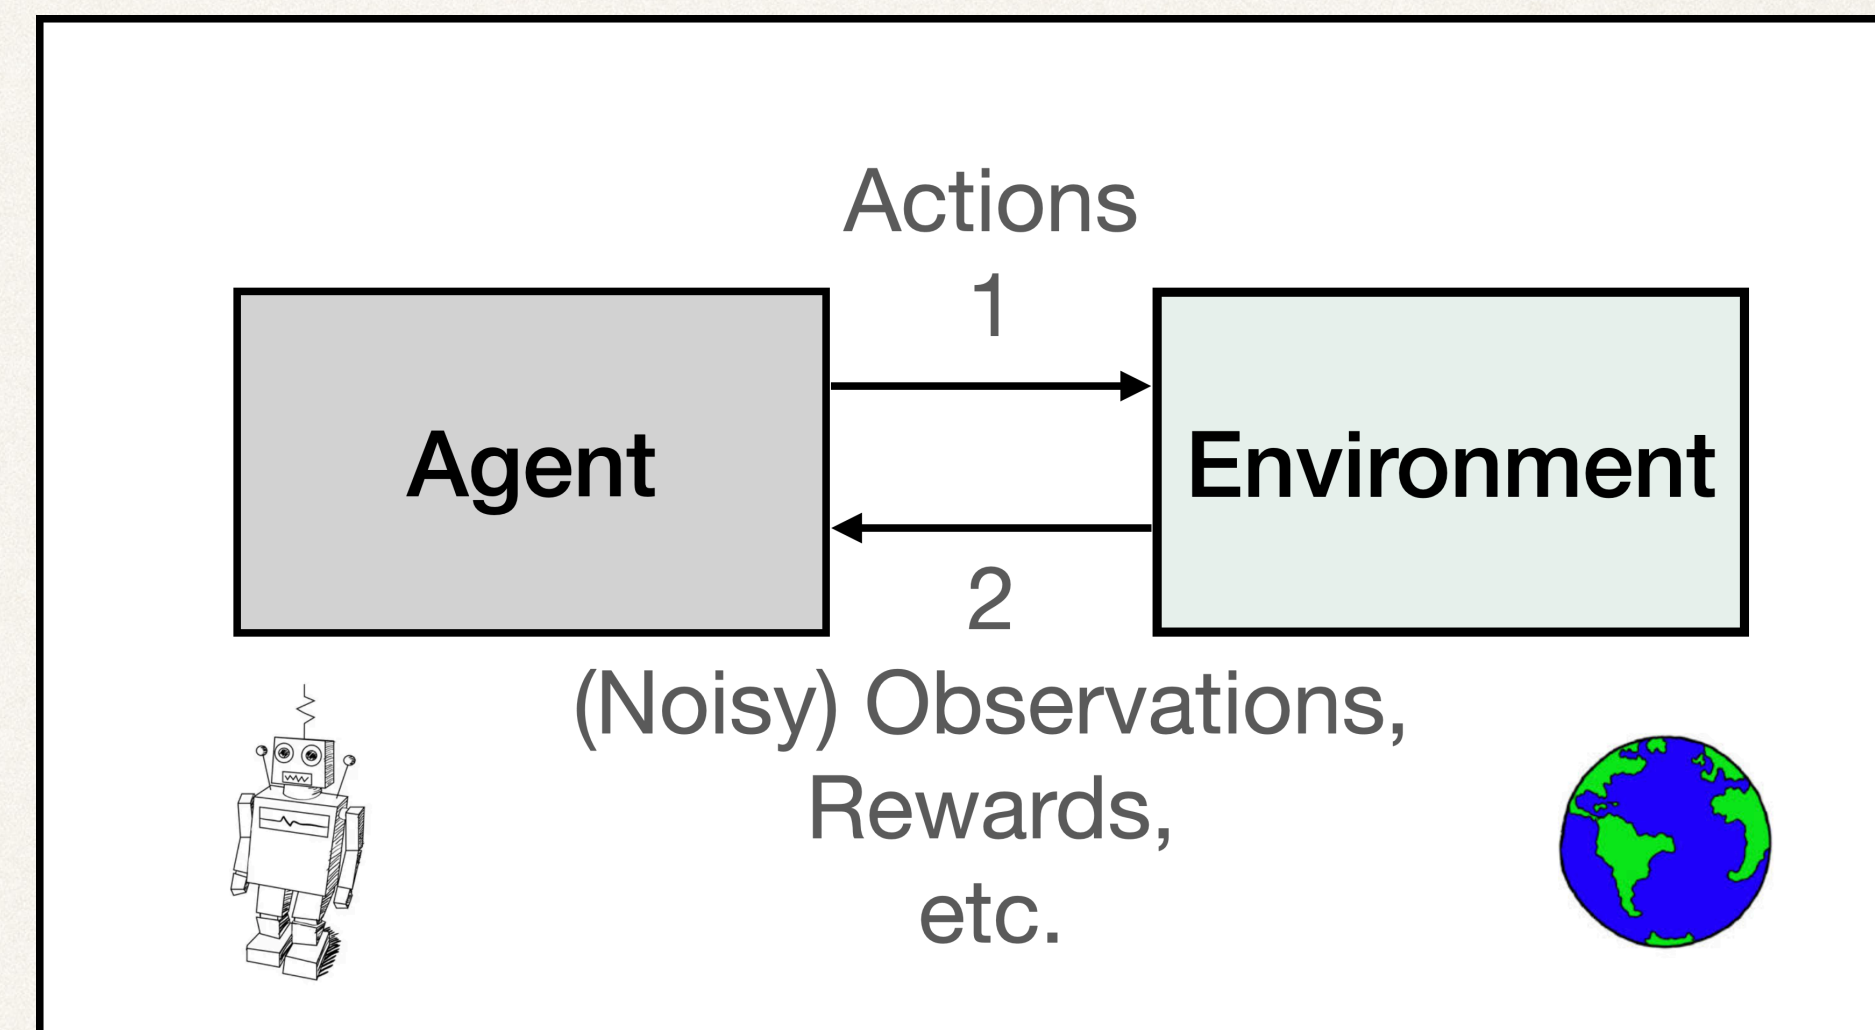 Actions
1
Agent
Environment
2
(Noisy) Observations,
Rewards,
etc.